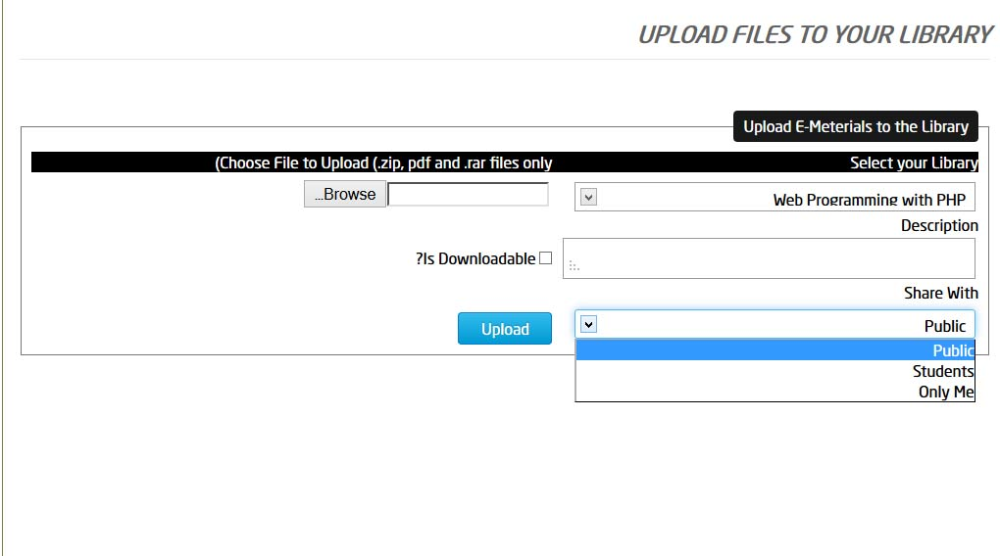 UPLOAD FILES TO YOUR LIBRARY
Upload E-Meterials to the Library
Select your Library
(Choose File to Upload (.zip, pdf and .rar files only
Web Programming with PHP
...Browse
Description
?Is Downloadable
Share With
Public
Upload
Public
Students
Only Me